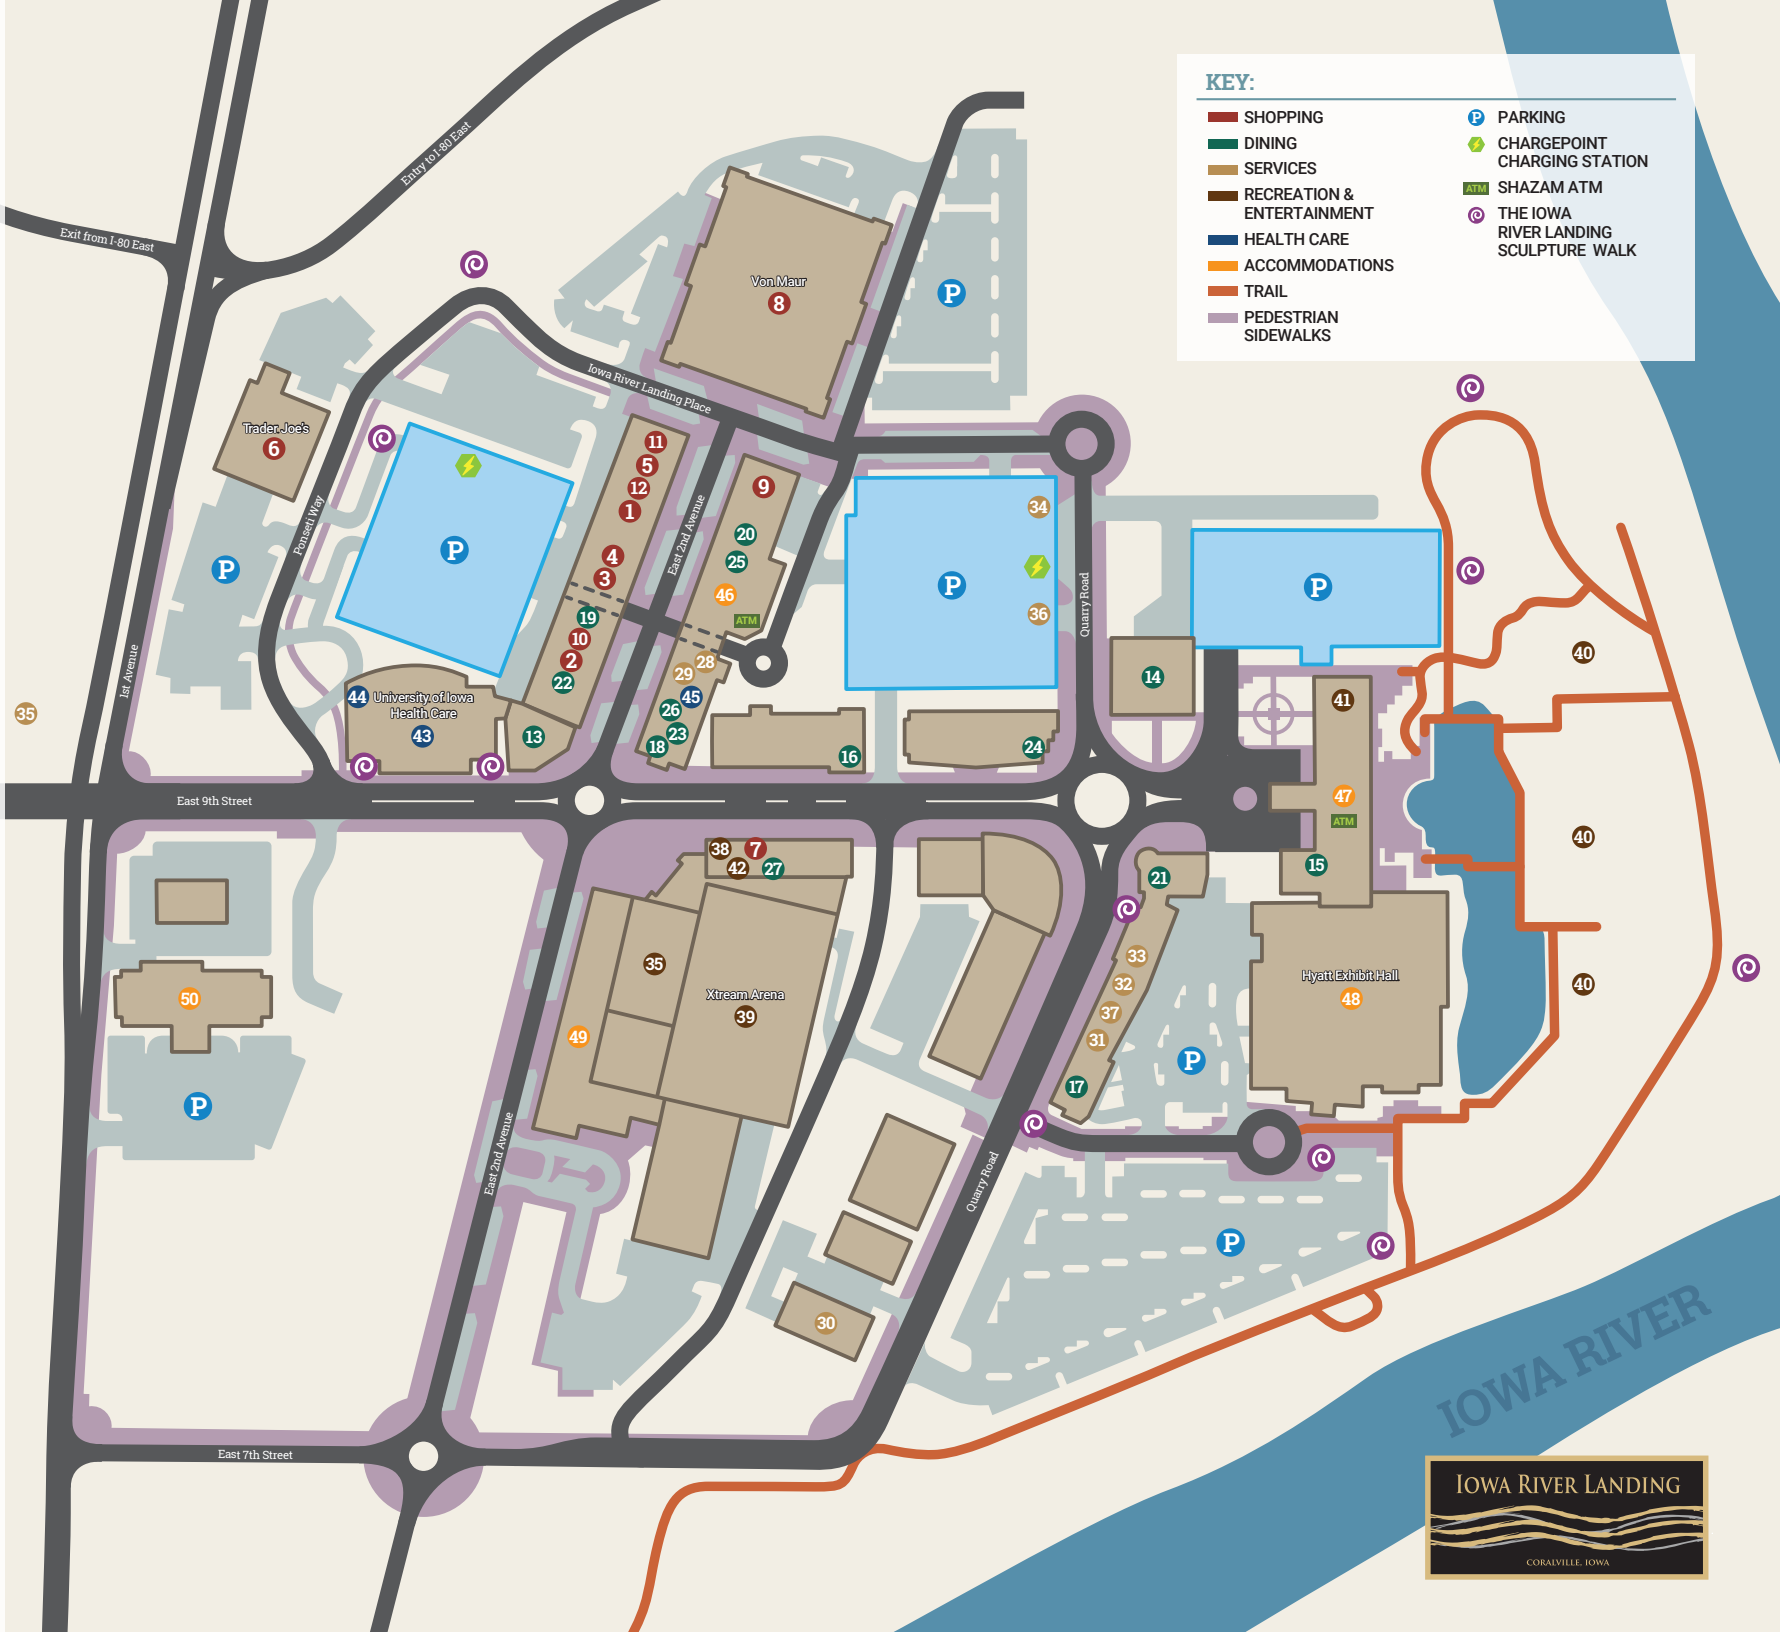 KEY:
SHOPPING
DINING
SERVICES
RECREATION &
ENTERTAINMENT
HEALTH CARE
ACCOMMODATIONS
TRAIL
PEDESTRIAN
SIDEWALKS
P PARKING
CHARGEPOINT
CHARGING STATION
ATM SHAZAM ATM
THE IOWA
RIVER LANDING
SCULPTURE WALK
Entry to I-80 East
Exit from I-80 East
Von Maur
8
P
Iowa River Landing Place
Trader Joe's
6
11
5
12
1
4
3
19
10
2
22
13
9
20
25
46
ATM
28
29
45
26
23
18
16
24
P
P
Ponseti Way
East 2nd Avenue
34
P
36
Quarry Road
P
14
41
47
ATM
15
40
40
40
1st Avenue
35
44
University of Iowa
Health Care
43
East 9th Street
38
7
42
27
21
33
32
37
31
17
35
Xtream Arena
39
49
50
P
Hyatt Exhibit Hall
48
P
East 2nd Avenue
Quarry Road
P
30
East 7th Street
IOWA RIVER
IOWA RIVER LANDING
CORALVILLE, IOWA